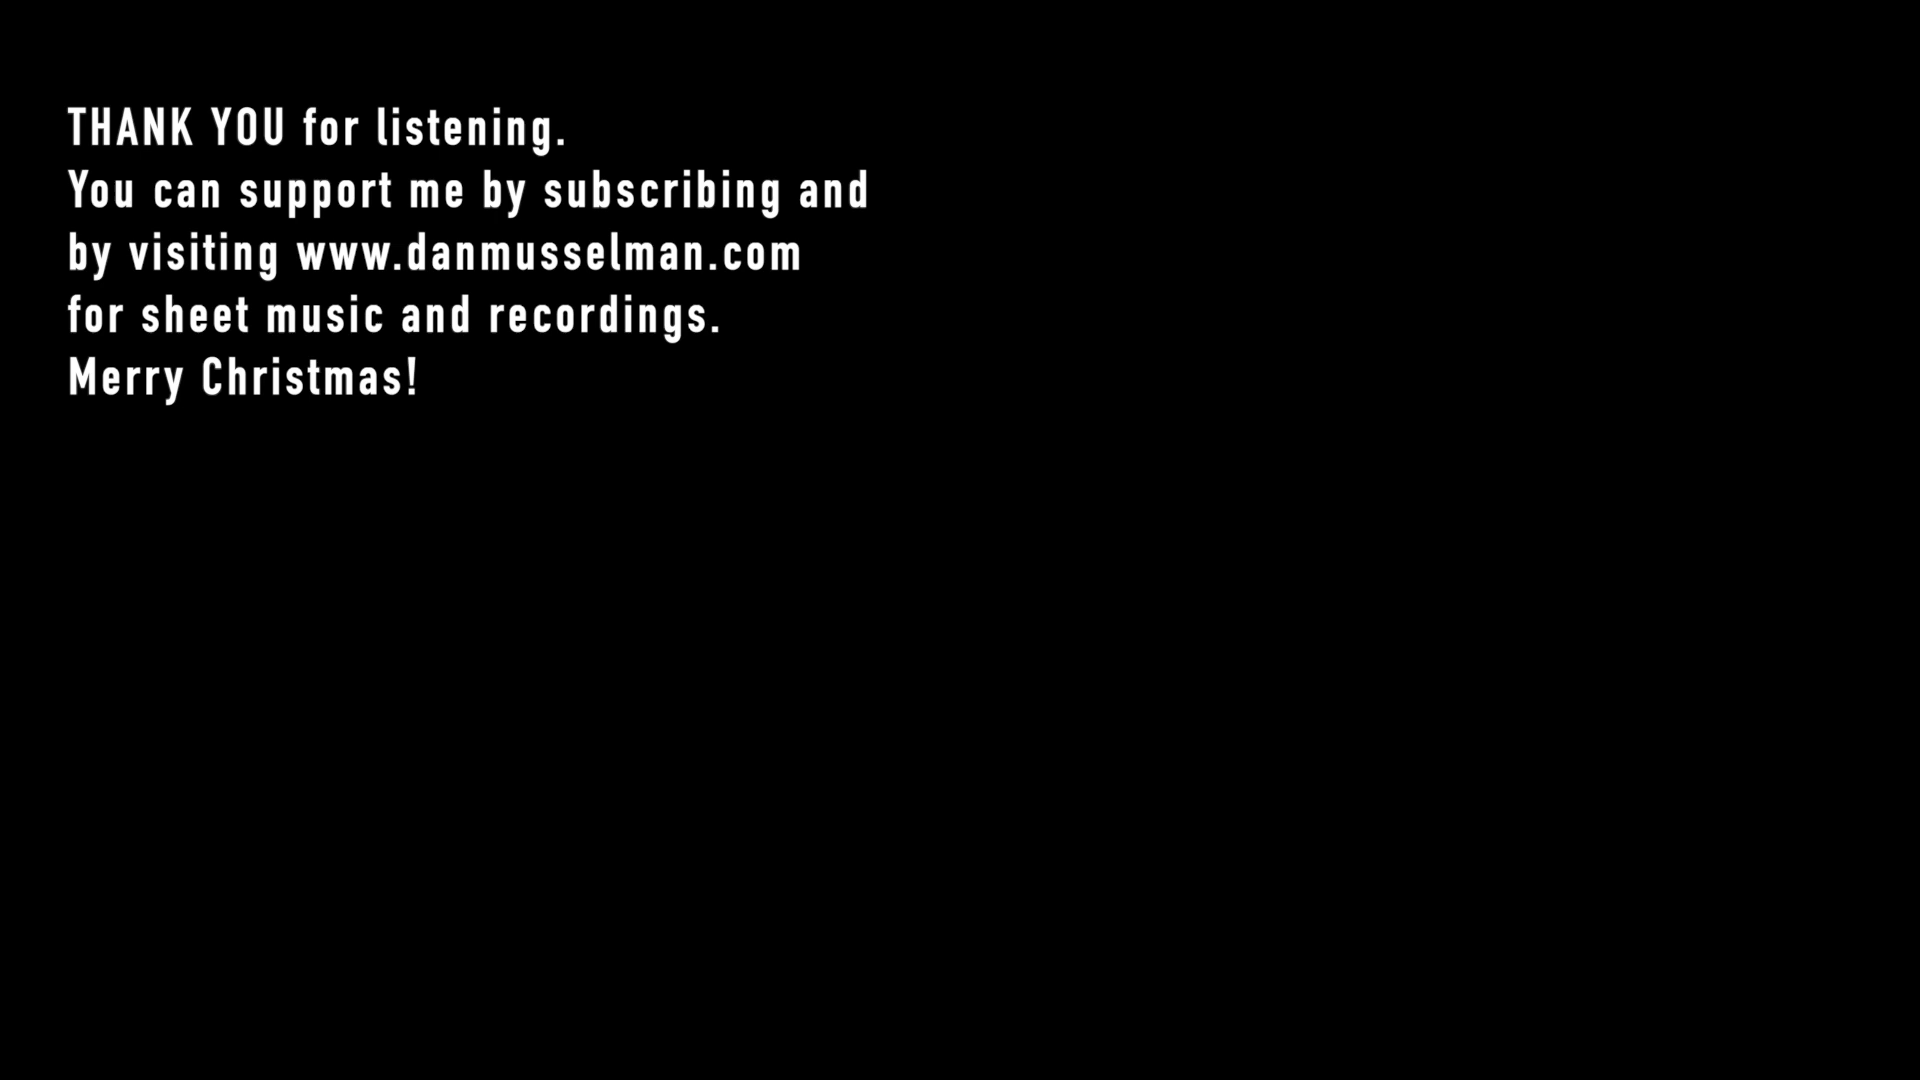 THANK YOU for listening.
You can support me by subscribing and
by visiting www.danmusselman.com
for sheet music and recordings.
Merry Christmas!